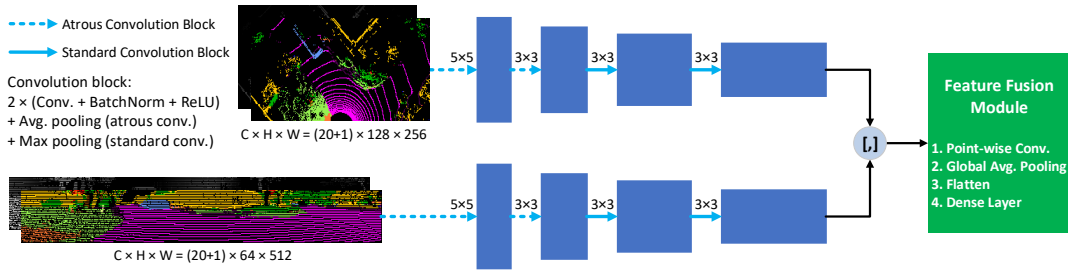 Atrous Convolution Block
Standard Convolution Block
Convolution block:
2 × (Conv. + BatchNorm + ReLU)
+ Avg. pooling (atrous conv.)
+ Max pooling (standard conv.)
C × H × W = (20+1) × 128 × 256
5×5
3×3
3×3
3×3
[,]
Feature Fusion
Module
1. Point-wise Conv.
2. Global Avg. Pooling
3. Flatten
4. Dense Layer
5×5
3×3
3×3
3×3
C × H × W = (20+1) × 64 × 512